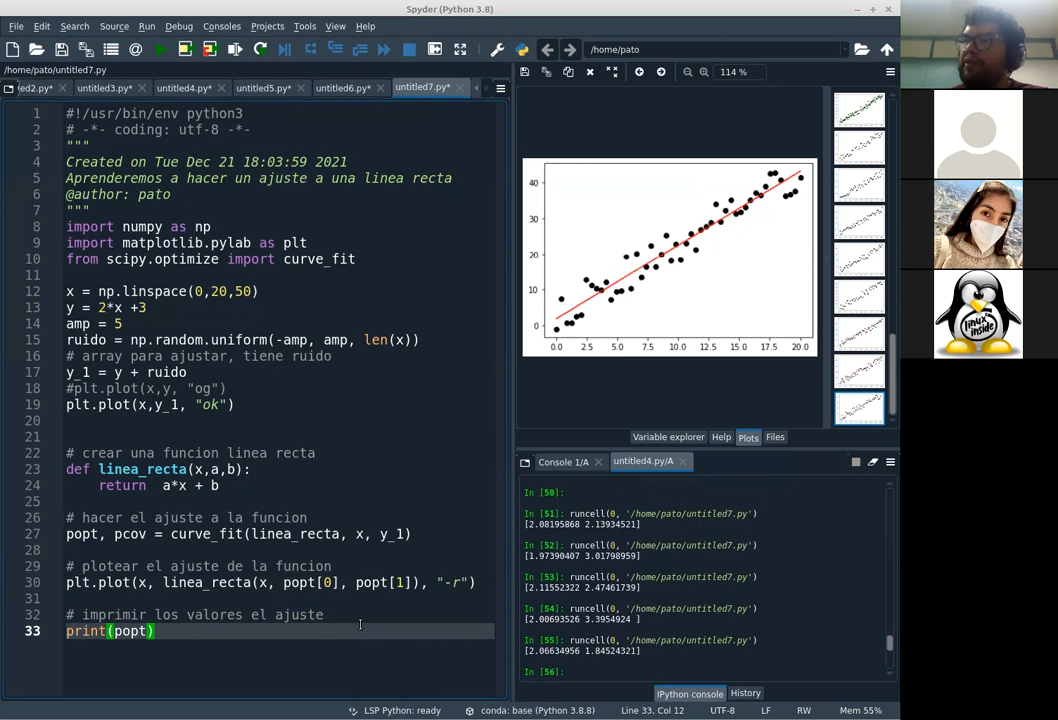 Spyder (Python 3.8)
File Edit Search Source Run Debug Consoles Projects Tools View Help
/home/pato
/home/pato/untitled7.py
ed2.py* untitled3.py* untitled4.py* untitled5.py* untitled6.py* untitled7.py*
114 %
1 #!/usr/bin/env python3
2 # -*- coding: utf-8 -*-
3 """
4 Created on Tue Dec 21 18:03:59 2021
5 Aprenderemos a hacer un ajuste a una linea recta
6 @author: pato
7 """
8 import numpy as np
9 import matplotlib.pylab as plt
10 from scipy.optimize import curve_fit
11
12 x = np.linspace(0,20,50)
13 y = 2*x +3
14 amp = 5
15 ruido = np.random.uniform(-amp, amp, len(x))
16 # array para ajustar, tiene ruido
17 y_1 = y + ruido
18 #plt.plot(x,y, "og")
19 plt.plot(x,y_1, "ok")
20
21
22 # crear una funcion linea recta
23 def linea_recta(x,a,b):
24 return a*x + b
25
26 # hacer el ajuste a la funcion
27 popt, pcov = curve_fit(linea_recta, x, y_1)
28
29 # plotear el ajuste de la funcion
30 plt.plot(x, linea_recta(x, popt[0], popt[1]), "-r")
31
32 # imprimir los valores el ajuste
33 print(popt)
40
30
20
10
0
0.0 2.5 5.0 7.5 10.0 12.5 15.0 17.5 20.0
Variable explorer Help Plots Files
Console 1/A untitled4.py/A
In [50]:
In [51]: runcell(0, '/home/pato/untitled7.py')
[2.08195868 2.13934521]
In [52]: runcell(0, '/home/pato/untitled7.py')
[1.97390407 3.01798959]
In [53]: runcell(0, '/home/pato/untitled7.py')
[2.11552322 2.47461739]
In [54]: runcell(0, '/home/pato/untitled7.py')
[2.00693526 3.3954924 ]
In [55]: runcell(0, '/home/pato/untitled7.py')
[2.06634956 1.84524321]
In [56]:
IPython console History
LSP Python: ready conda: base (Python 3.8.8) Line 33, Col 12 UTF-8 LF RW Mem 55%
linux
inside